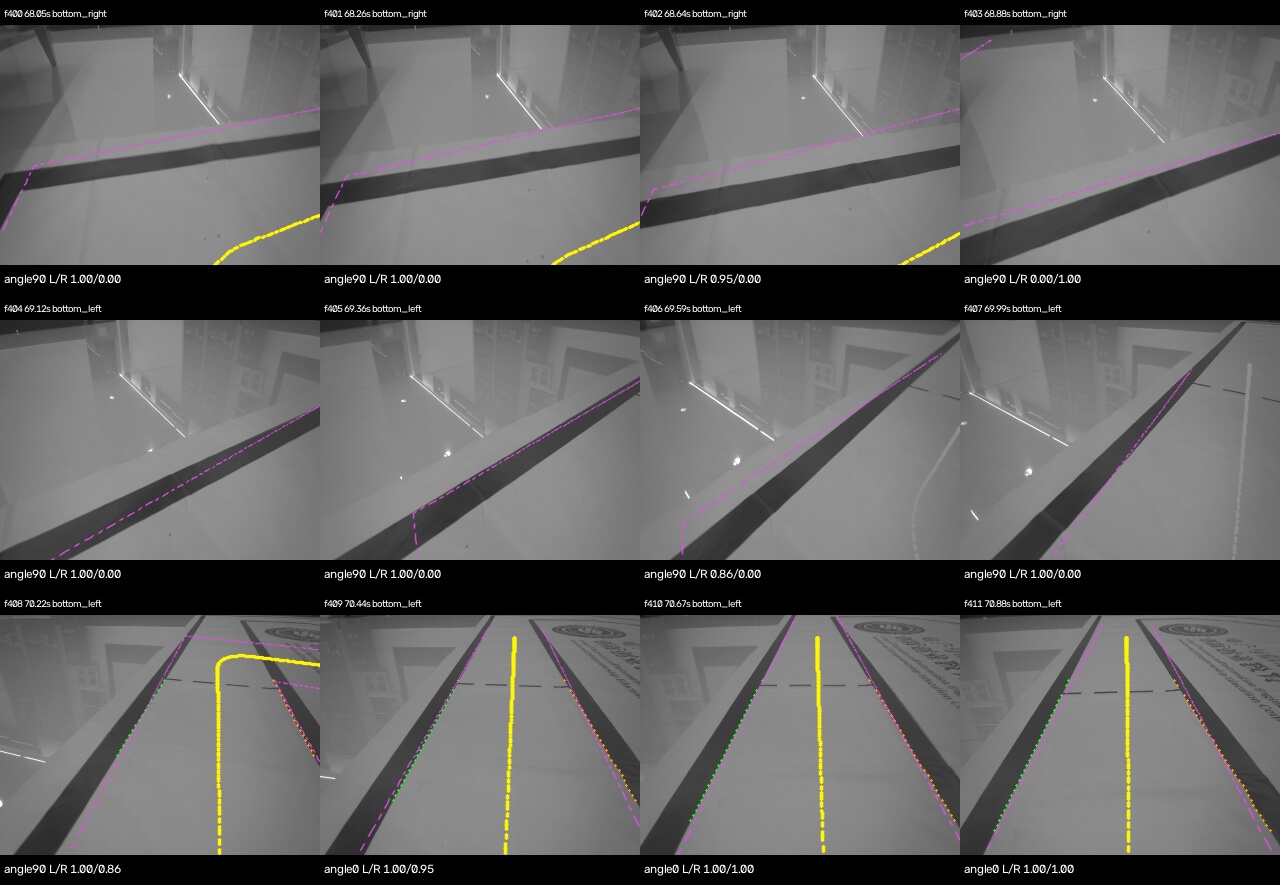 f400 68.05s bottom_right
f401 68.26s bottom_right
f402 68.64s bottom_right
f403 68.88s bottom_right
angle90 L/R 1.00/0.00
angle90 L/R 1.00/0.00
angle90 L/R 0.95/0.00
angle90 L/R 0.00/1.00
f404 69.12s bottom_left
f405 69.36s bottom_left
f406 69.59s bottom_left
f407 69.99s bottom_left
angle90 L/R 1.00/0.00
angle90 L/R 1.00/0.00
angle90 L/R 0.86/0.00
angle90 L/R 1.00/0.00
f408 70.22s bottom_left
f409 70.44s bottom_left
f410 70.67s bottom_left
f411 70.88s bottom_left
angle90 L/R 1.00/0.86
angle0 L/R 1.00/0.95
angle0 L/R 1.00/1.00
angle0 L/R 1.00/1.00